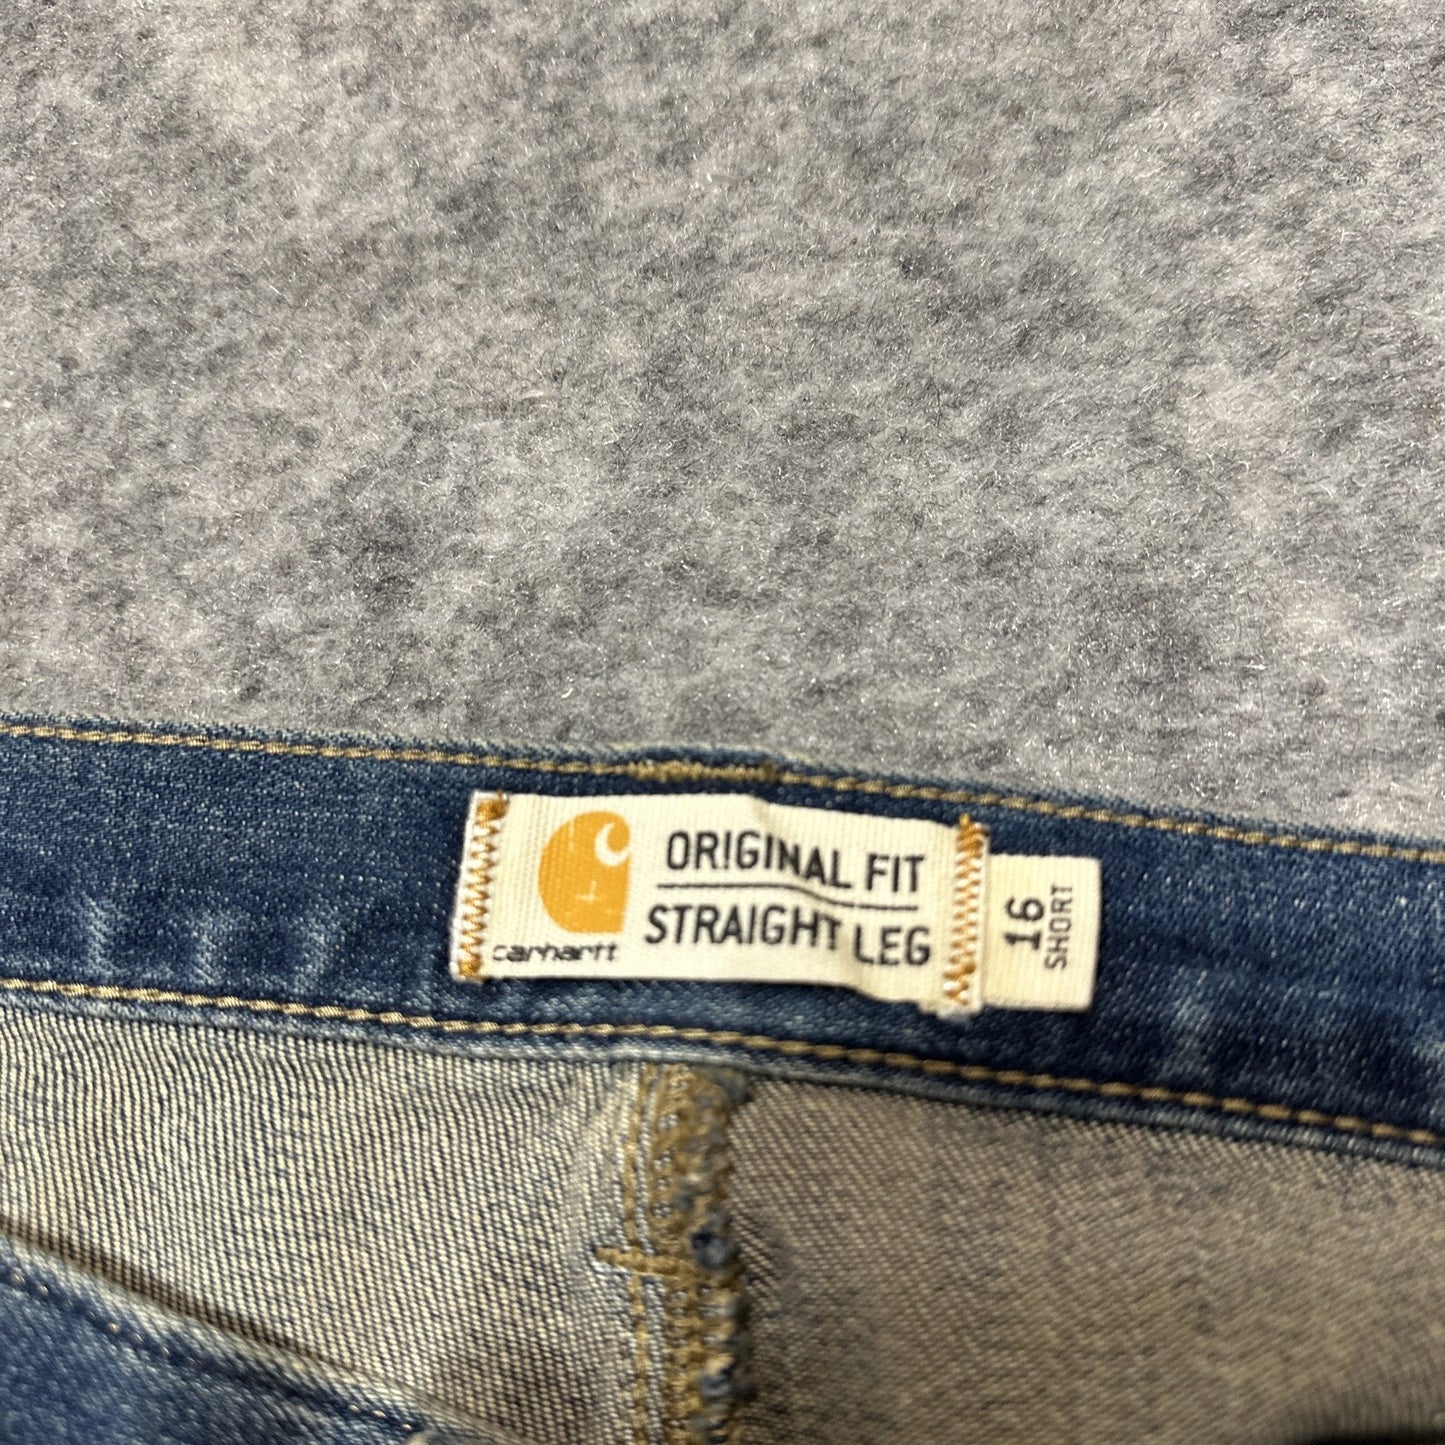 ORIGINAL FIT
STRAIGHT LEG
carhartt
16
SHORT